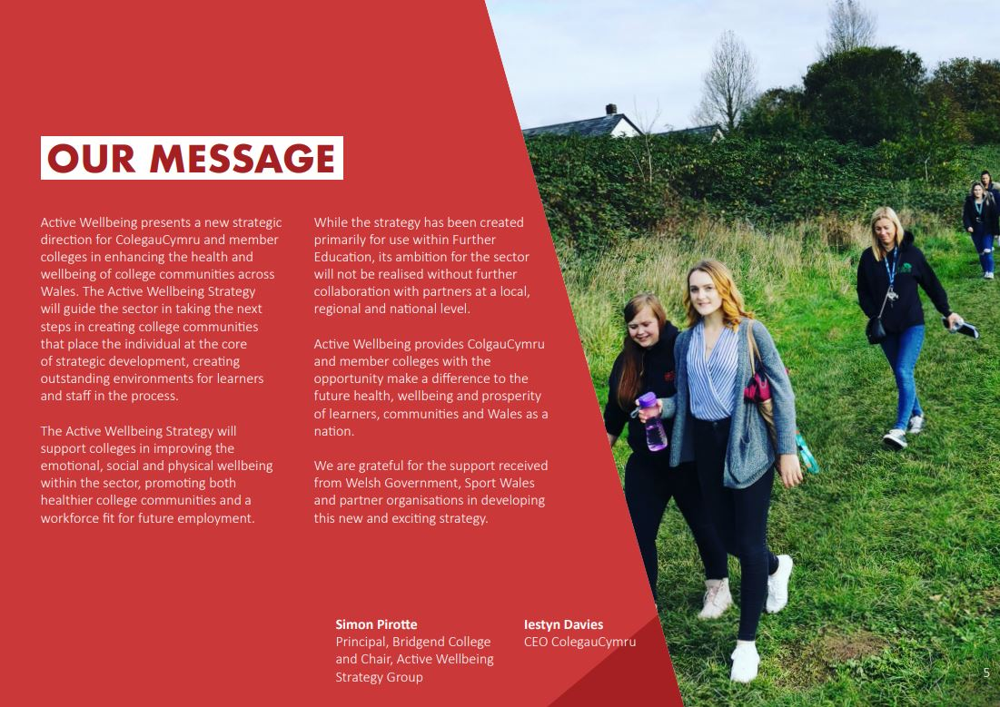 OUR MESSAGE
Active Wellbeing presents a new strategic
direction for ColegauCymru and member
colleges in enhancing the health and
wellbeing of college communities across
Wales. The Active Wellbeing Strategy
will guide the sector in taking the next
steps in creating college communities
that place the individual at the core
of strategic development, creating
outstanding environments for learners
and staff in the process.
The Active Wellbeing Strategy will
support colleges in improving the
emotional, social and physical wellbeing
within the sector, promoting both
healthier college communities and a
workforce fit for future employment.
While the strategy has been created
primarily for use within Further
Education, its ambition for the sector
will not be realised without further
collaboration with partners at a local,
regional and national level.
Active Wellbeing provides ColgauCymru
and member colleges with the
opportunity make a difference to the
future health, wellbeing and prosperity
of learners, communities and Wales as a
nation.
We are grateful for the support received
from Welsh Government, Sport Wales
and partner organisations in developing
this new and exciting strategy.
Simon Pirotte
Principal, Bridgend College
and Chair, Active Wellbeing
Strategy Group
Iestyn Davies
CEO ColegauCymru
5